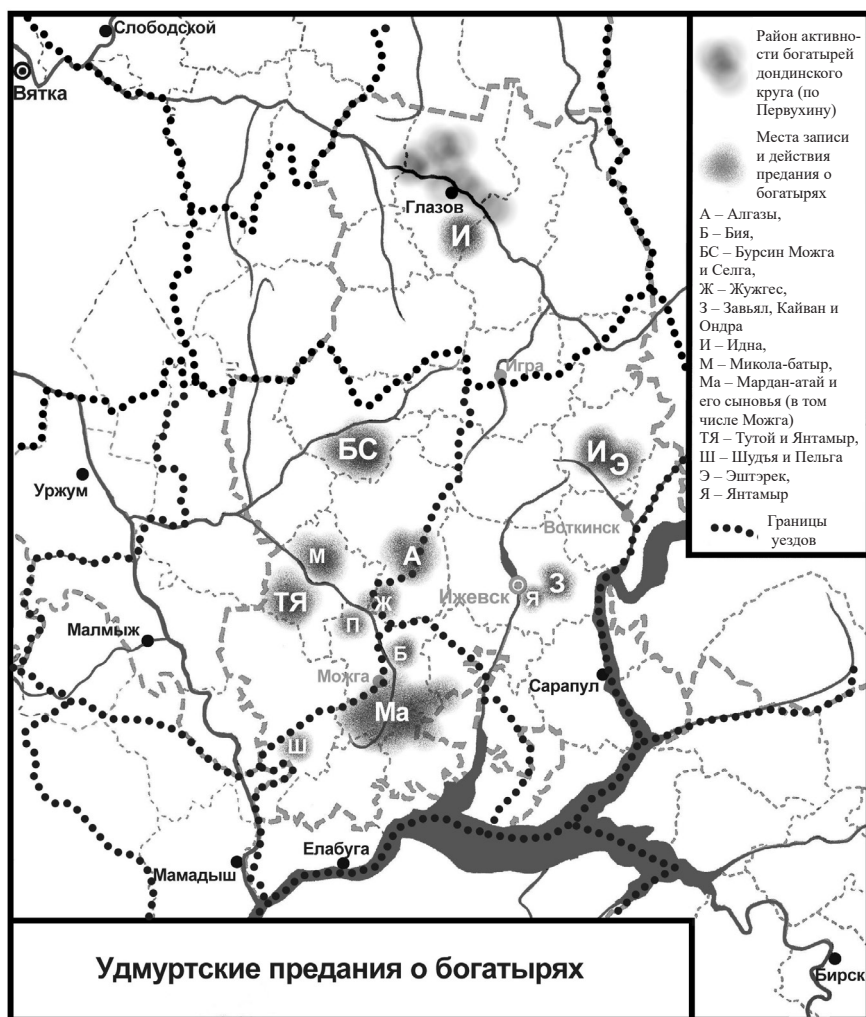 Слободской
Вятка
Глазов
И
Игра
БС
И
Э
Уржум
Воткинск
М
А
ТЯ
Ж
Ижевск
Я
З
П
Малмыж
Б
Можга
Сарапул
Ма
Ш
Елабуга
Мамадыш
Бирск
Район активно-
сти богатырей
дондинского
круга (по
Первухину)
Места записи
и действия
предания о
богатырях
А – Алгазы,
Б – Бия,
БС – Бурсин Можга
и Селга,
Ж – Жужгес,
З – Завьял, Кайван и
Ондра
И – Идна,
М – Микола-батыр,
Ма – Мардан-атай и
его сыновья (в том
числе Можга)
ТЯ – Тутой и Янтамыр,
Ш – Шудъя и Пельга
Э – Эштэрек,
Я – Янтамыр
Границы
уездов
Удмуртские предания о богатырях